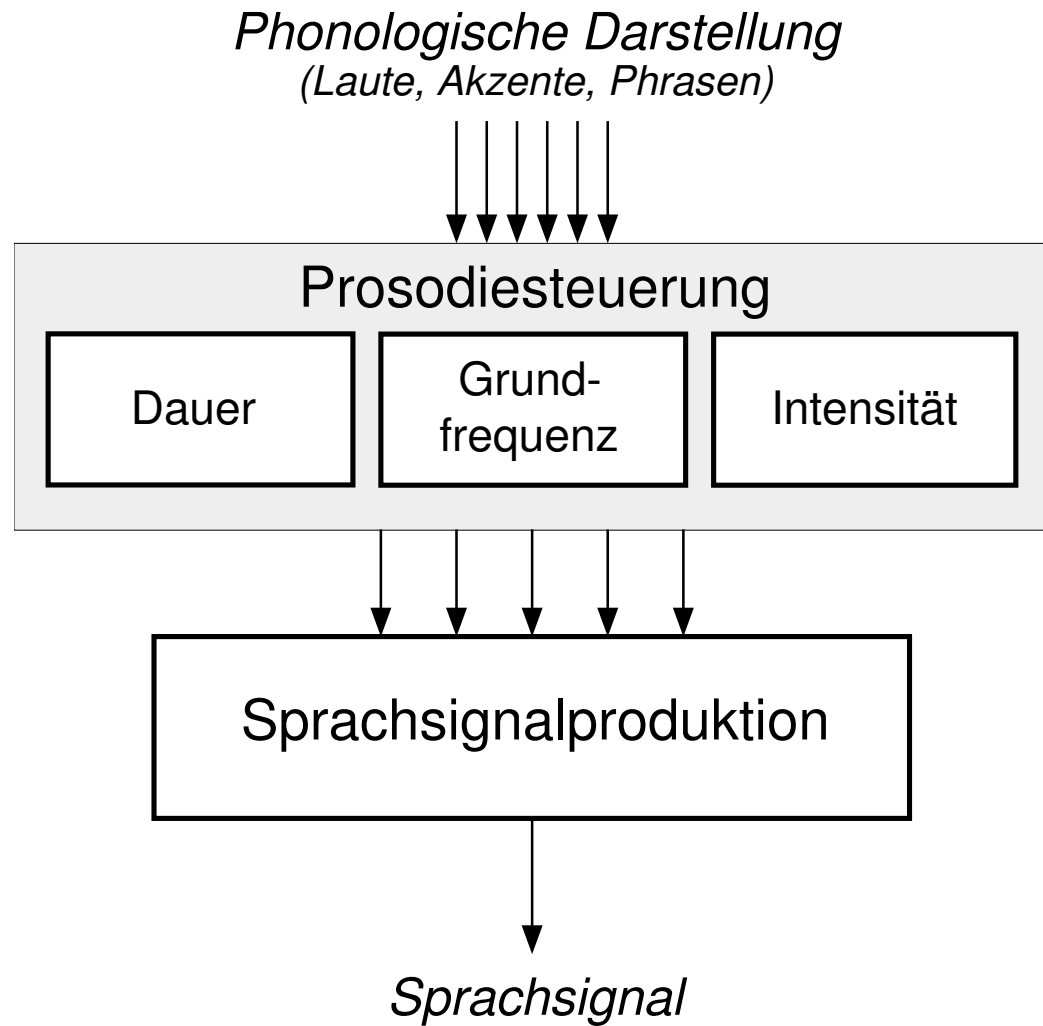 Phonologische Darstellung
(Laute, Akzente, Phrasen)
Prosodiesteuerung
Dauer
Grund-
frequenz
Intensität
Sprachsignalproduktion
Sprachsignal